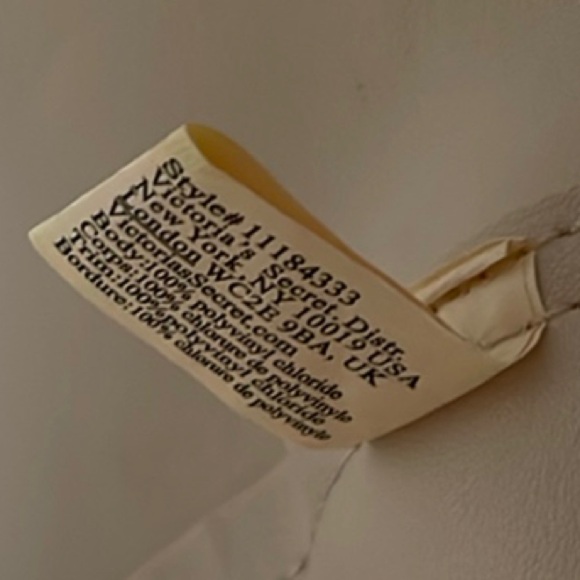 Style# 11184333
Victoria's Secret Distr.
New York, NY 10019 USA
London WC2E 9BA, UK
VictoriasSecret.com
Body:100% polyvinyl chloride
Corps:100% chlorure de polyvinyle
Trim:100% polyvinyl chloride
Bordure:100% chlorure de polyvinyle